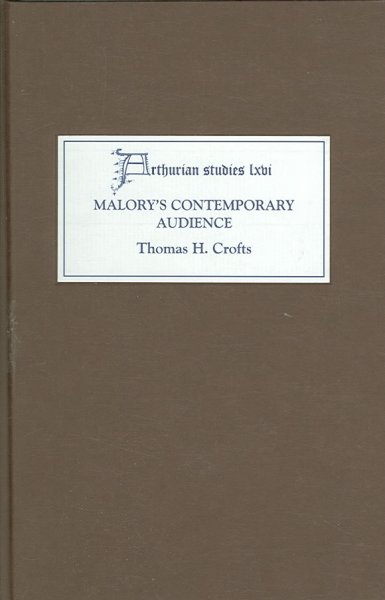 Arthurian studies lxvi
MALORY'S CONTEMPORARY
AUDIENCE
Thomas H. Crofts